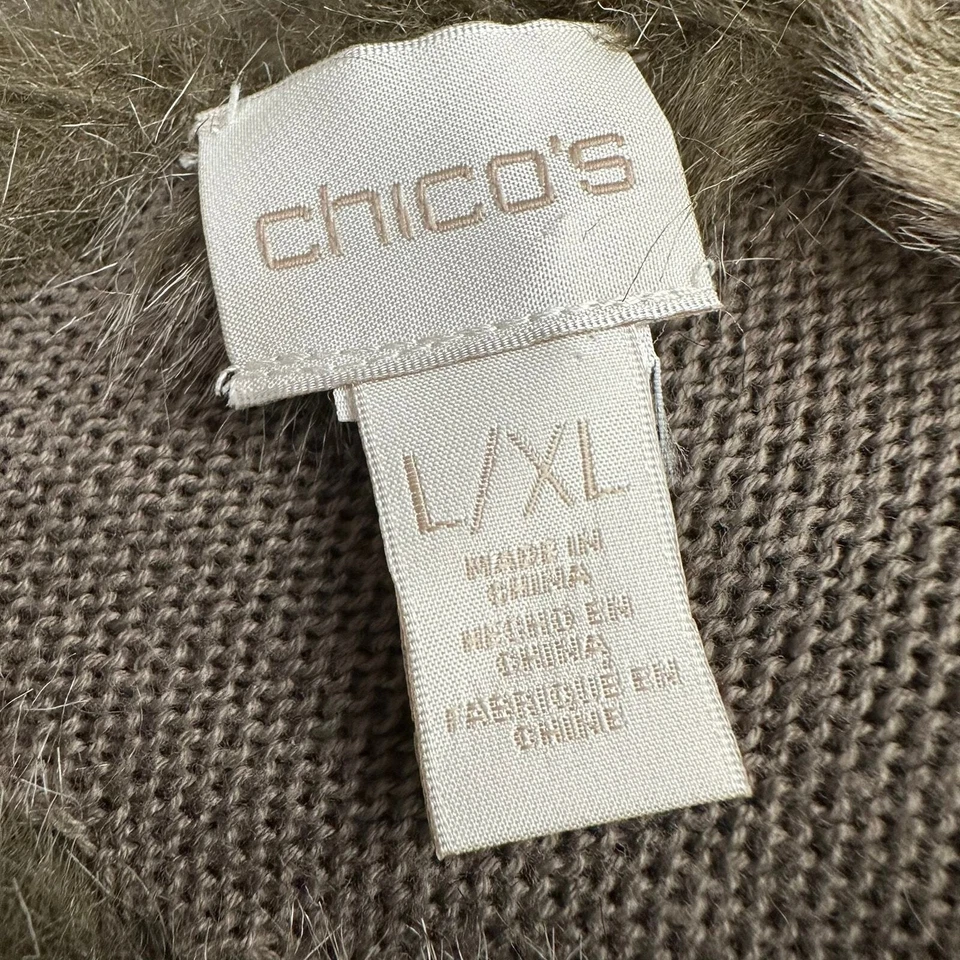 chico's
L/XL
MADE IN
CHINA
HECHO EN
CHINA
FABRIQUE EN
CHINE